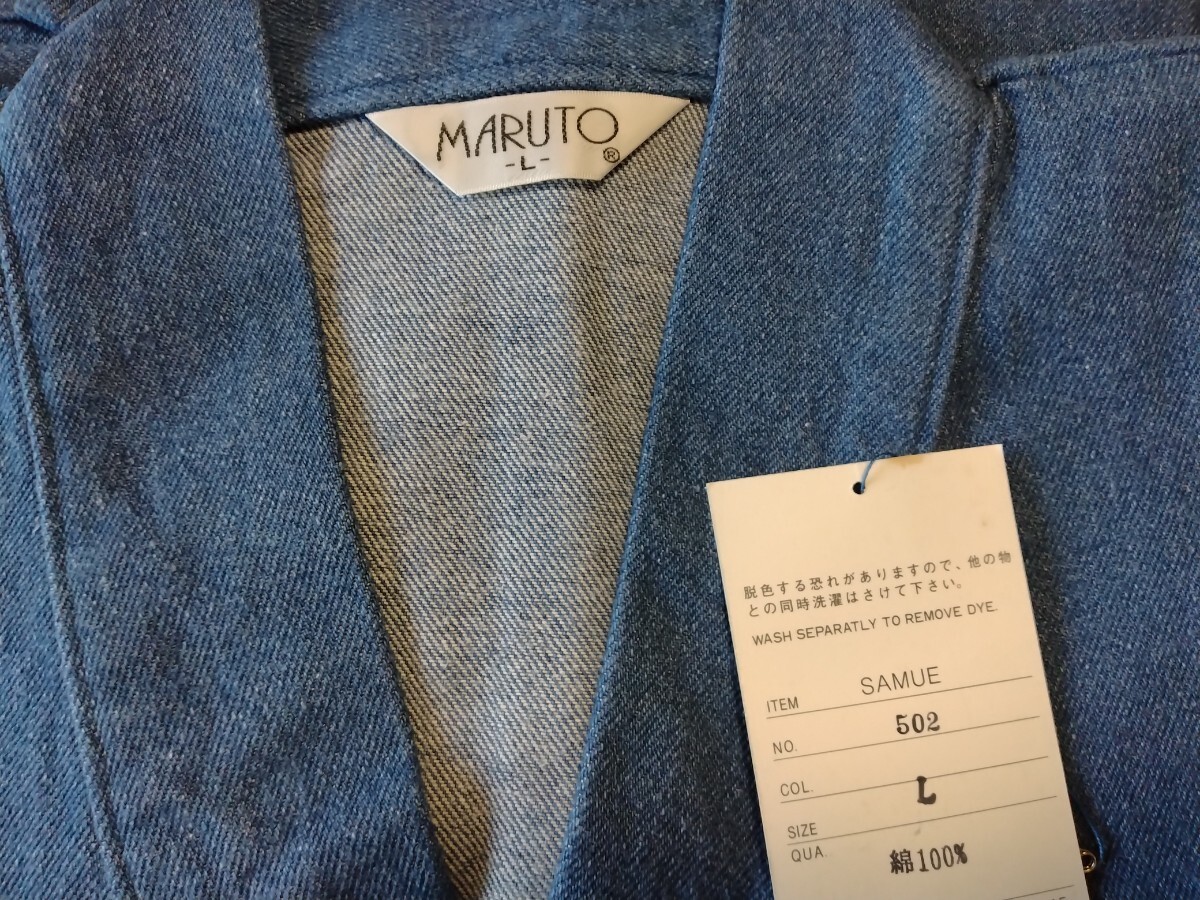 MARUTO
-L-
®
脱色する恐れがありますので、他の物
との同時洗濯はさけて下さい。
WASH SEPARATLY TO REMOVE DYE.
ITEM SAMUE
NO. 502
COL.
SIZE L
QUA. 綿100%